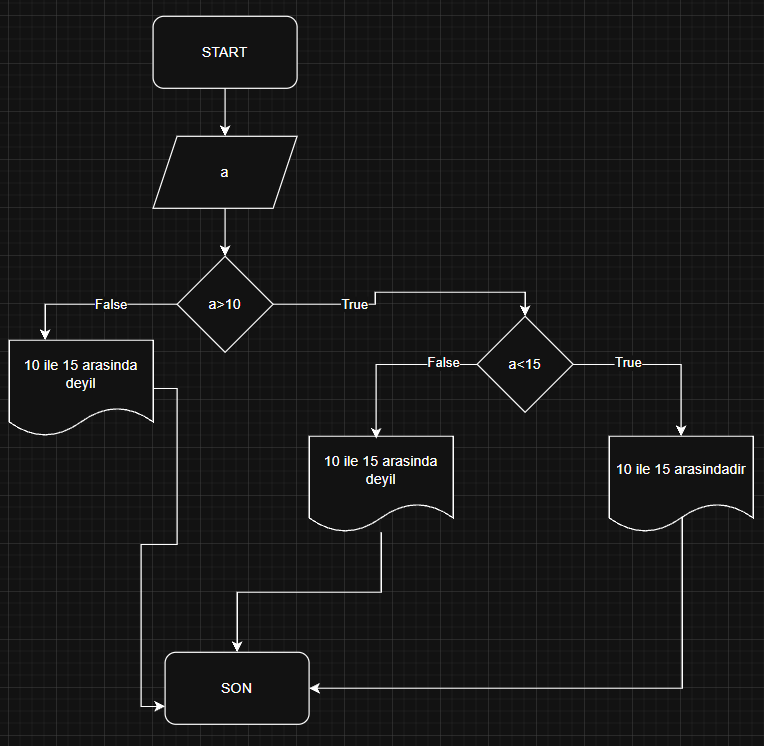 START
a
a>10
False
True
10 ile 15 arasinda
deyil
a<15
False
True
10 ile 15 arasinda
deyil
10 ile 15 arasindadir
SON